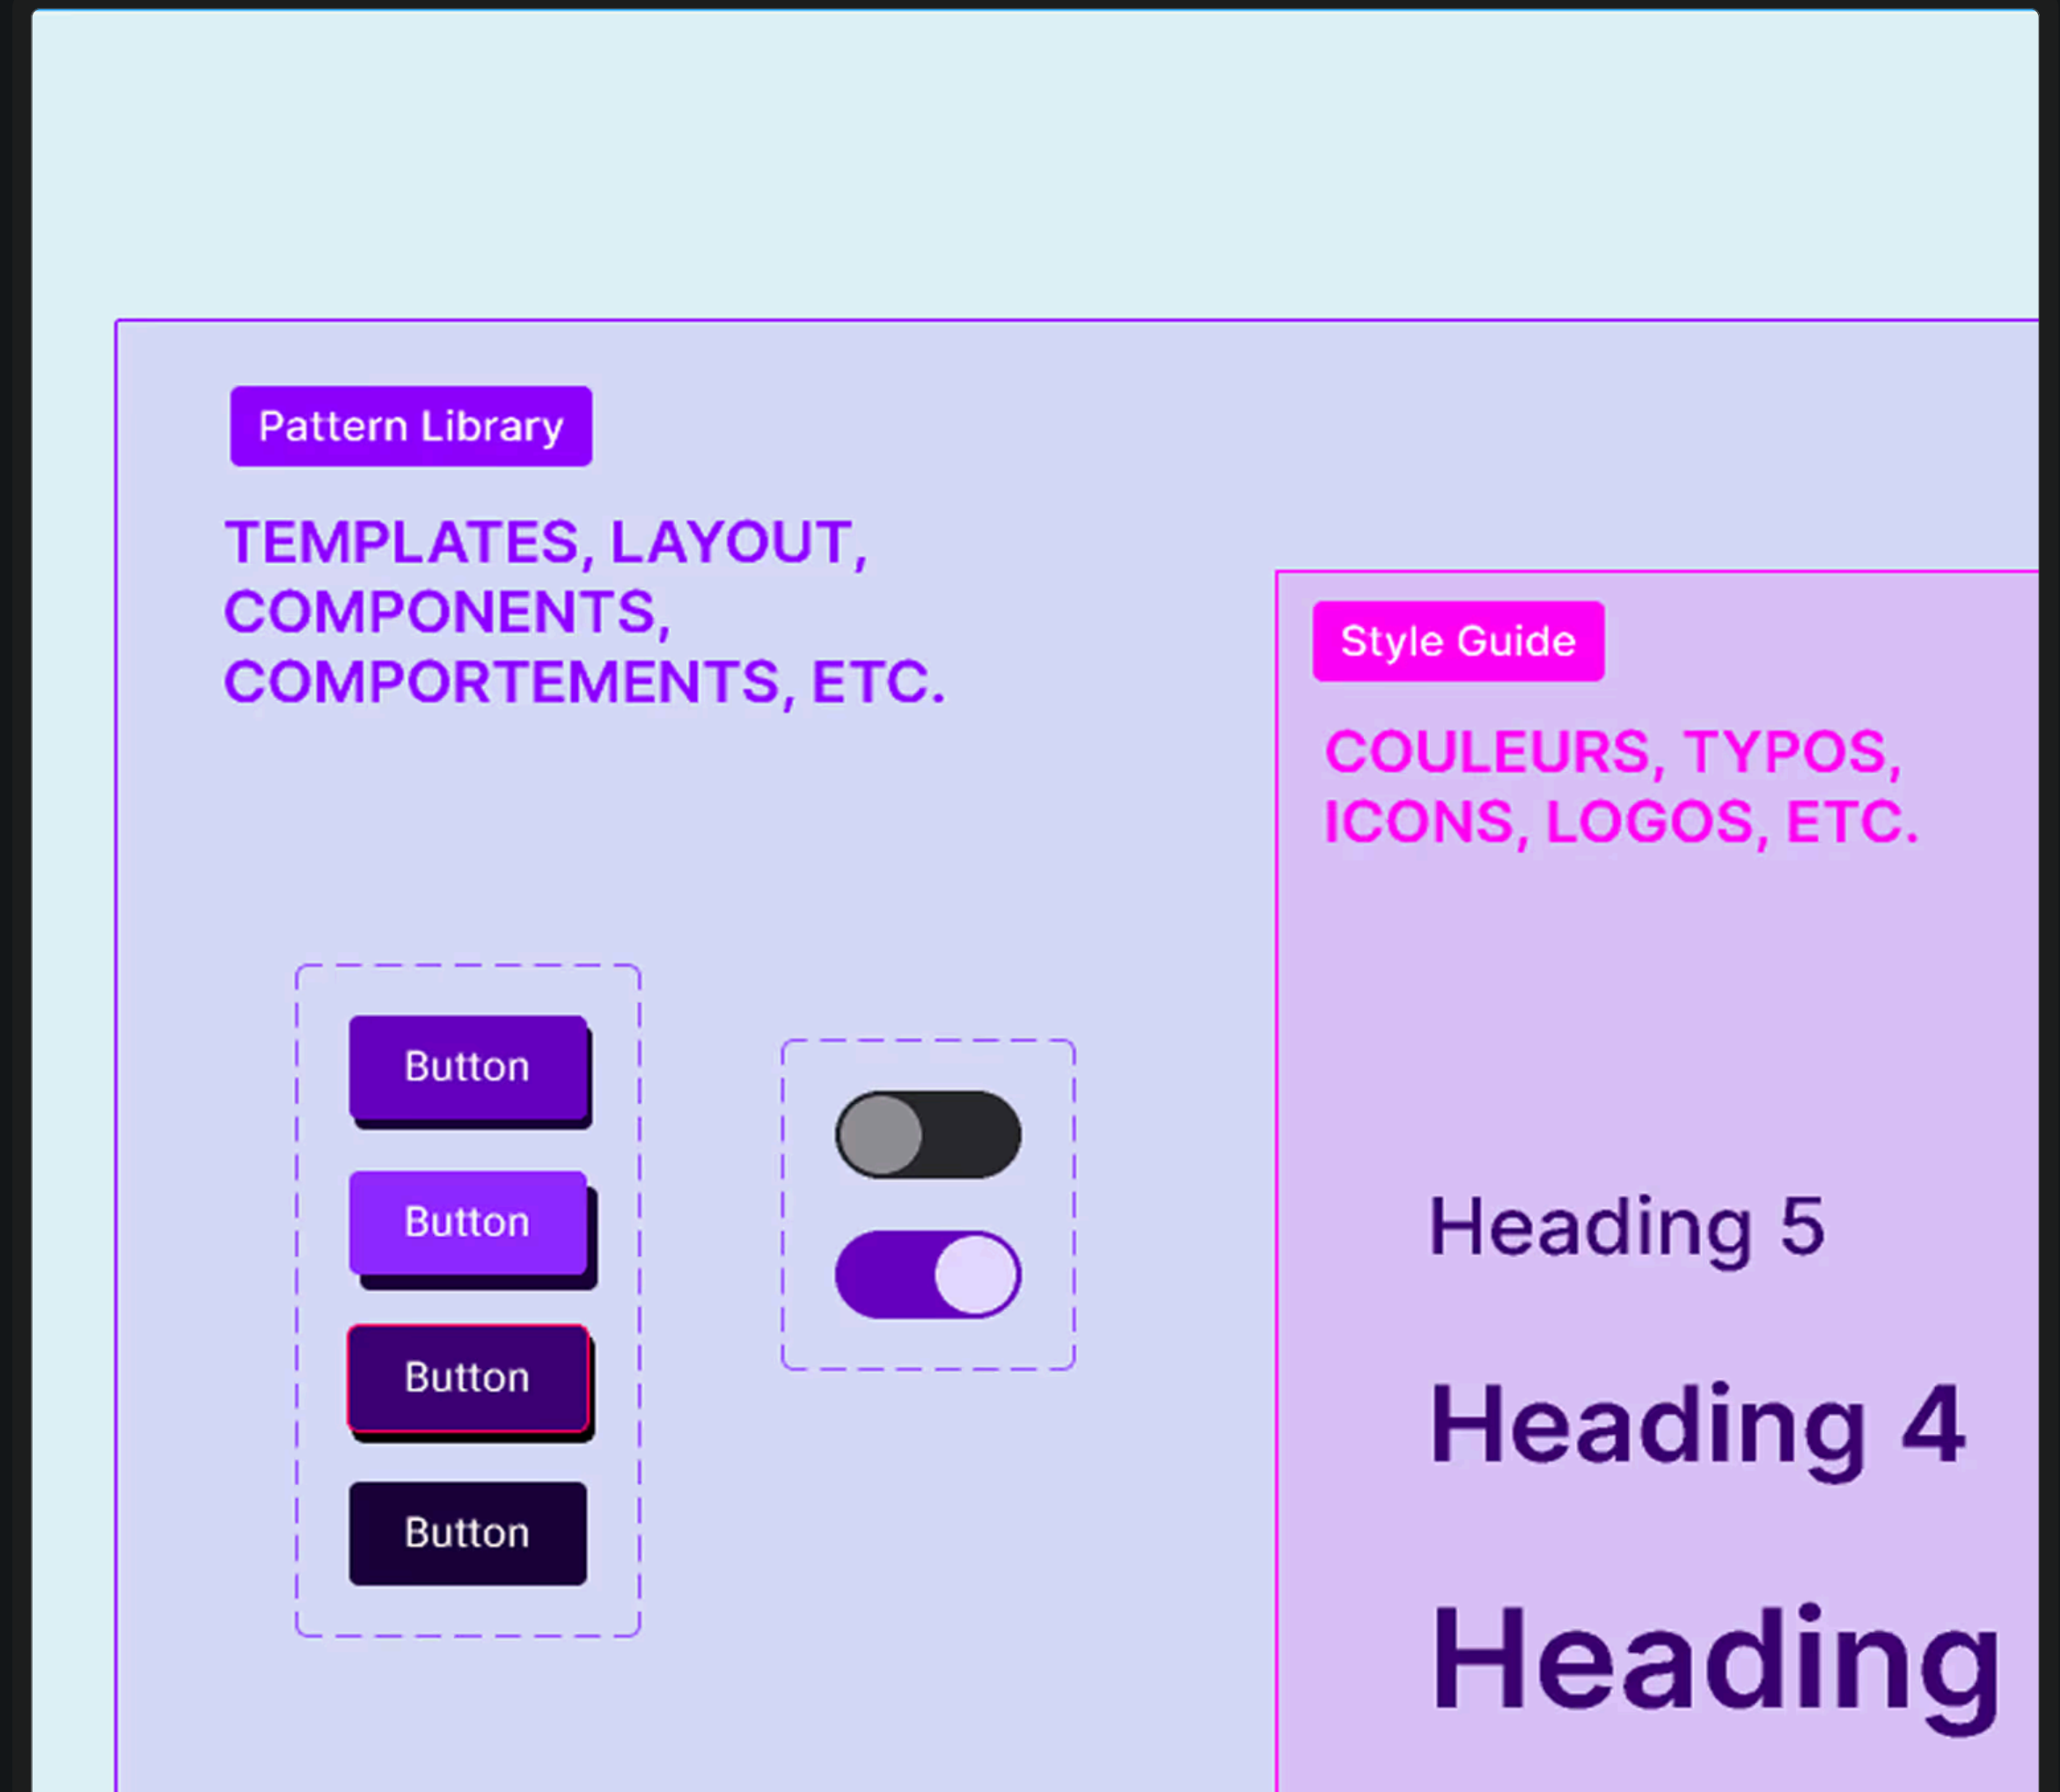 Pattern Library
TEMPLATES, LAYOUT,
COMPONENTS,
COMPORTEMENTS, ETC.
Style Guide
COULEURS, TYPOS,
ICONS, LOGOS, ETC.
Button
Button
Button
Button
Heading 5
Heading 4
Heading